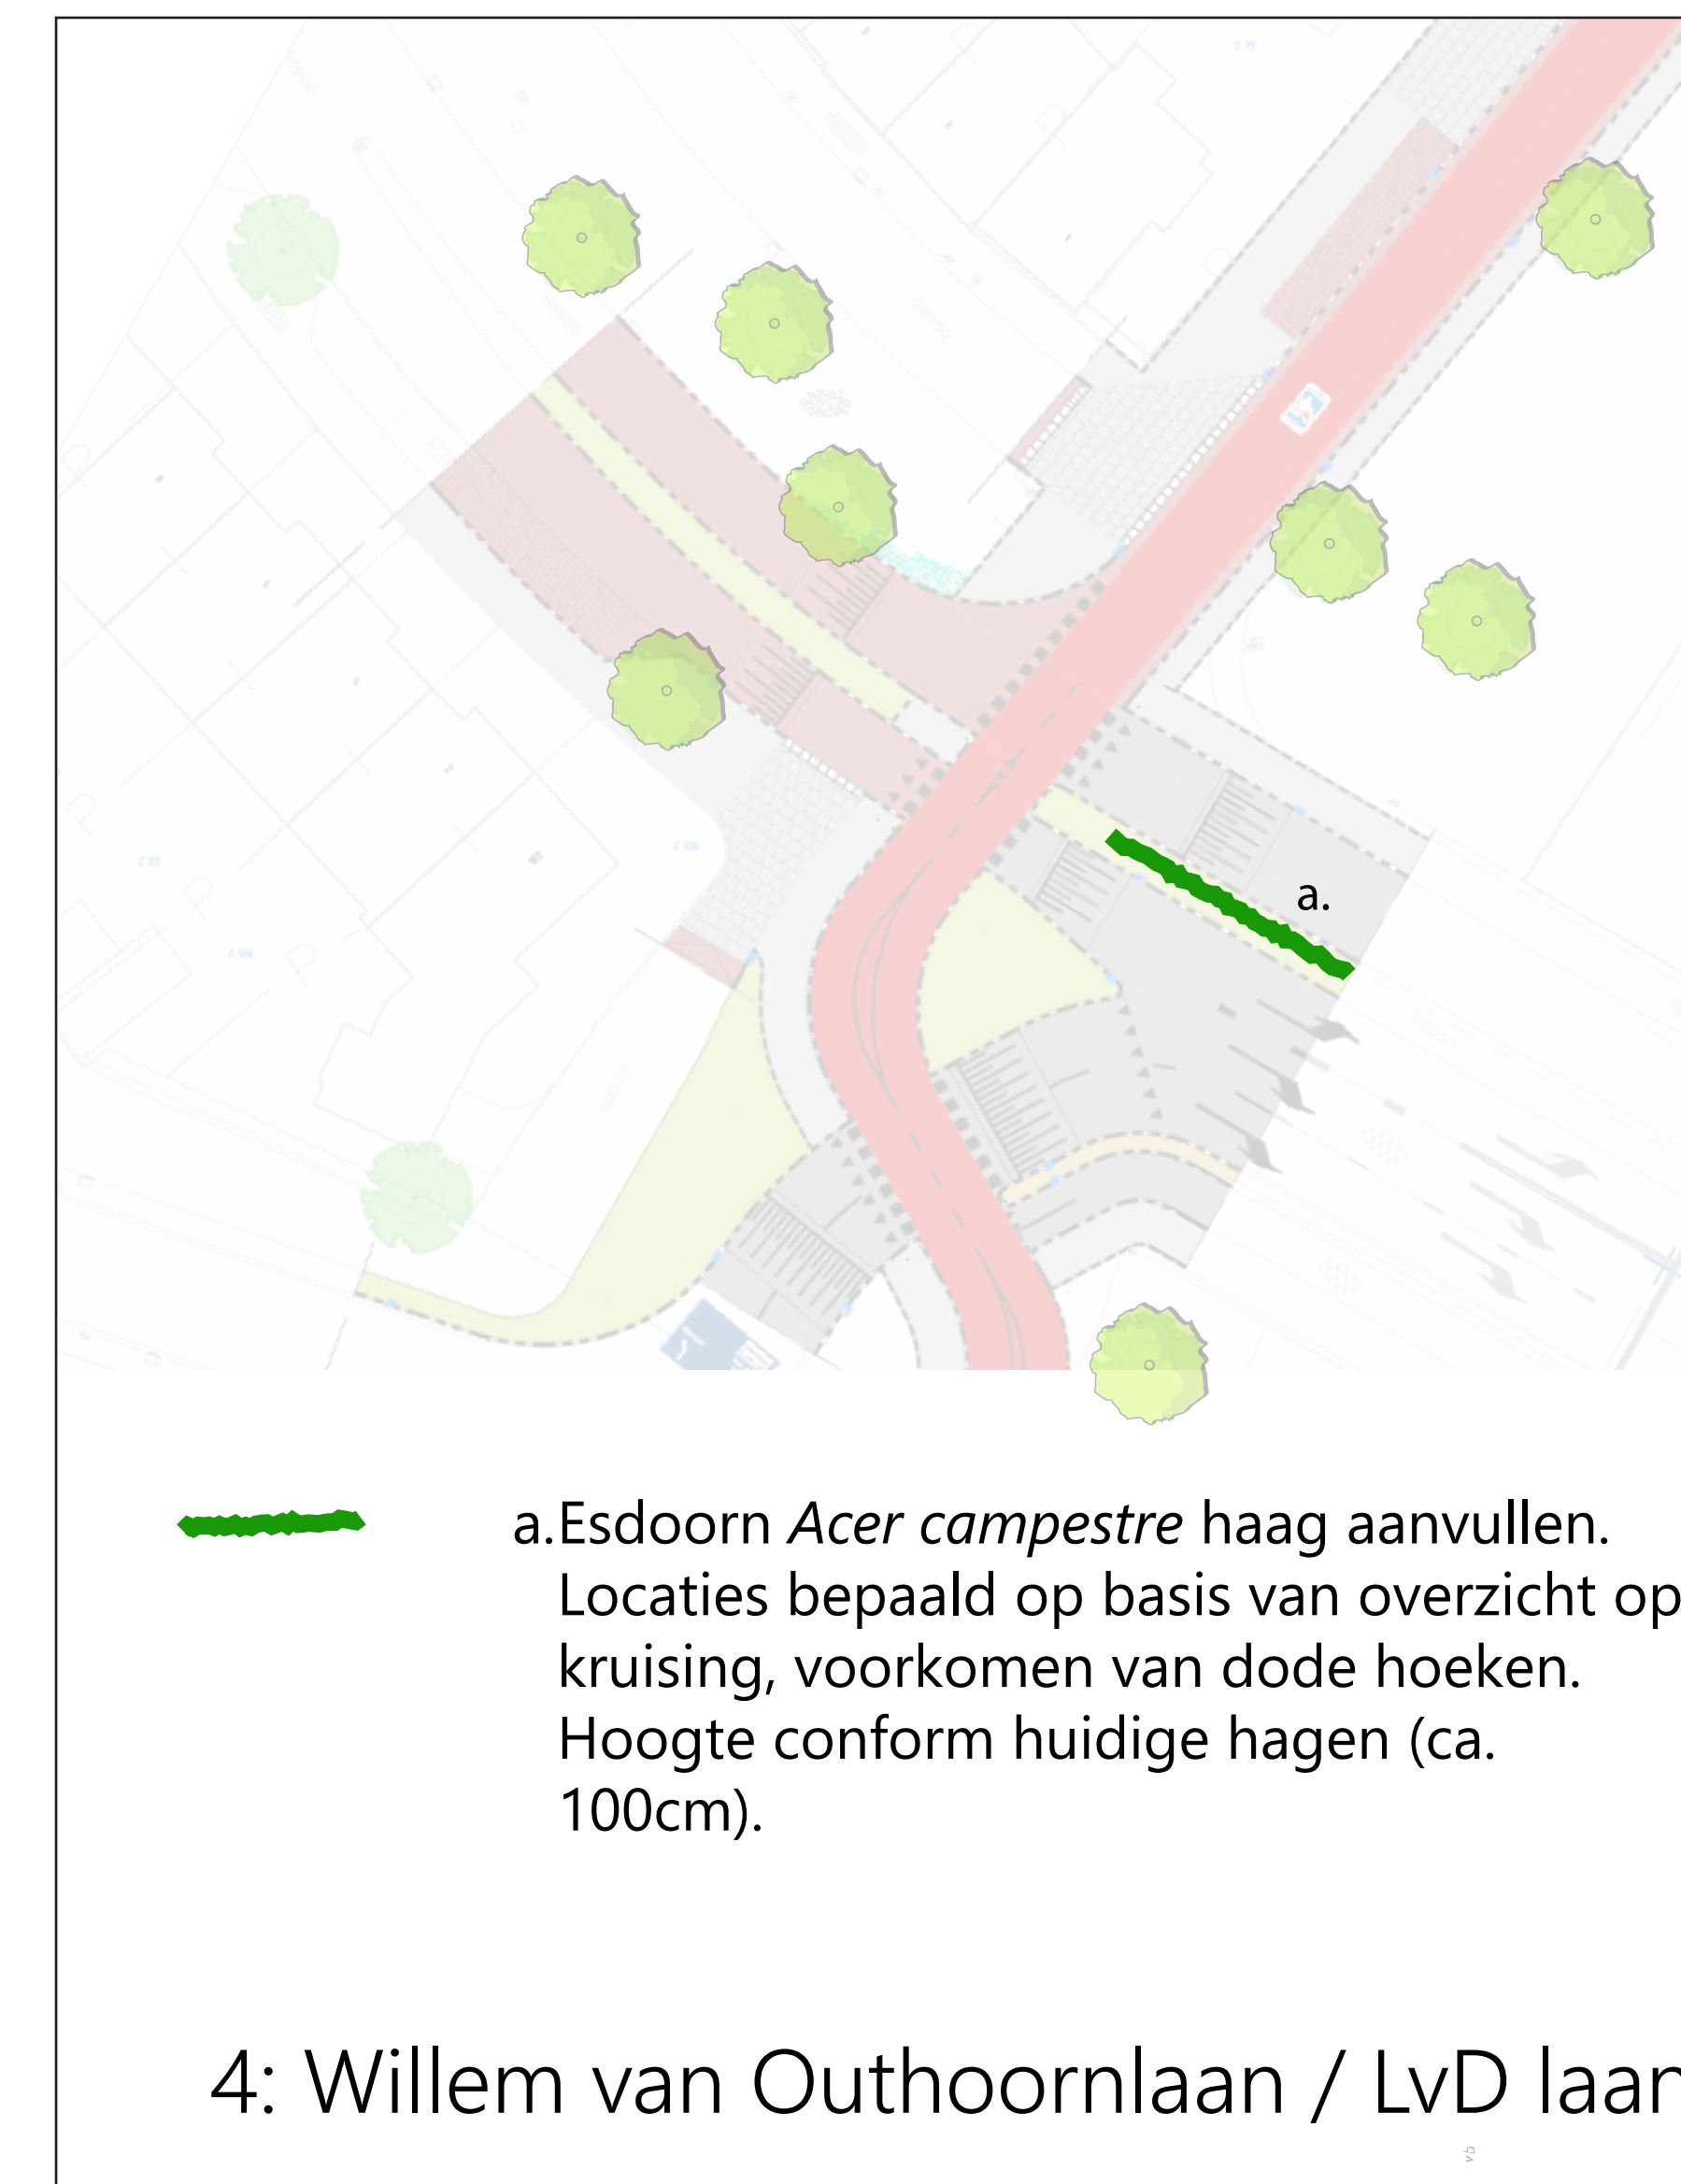 a.
a.Esdoorn Acer campestre haag aanvullen.
Locaties bepaald op basis van overzicht op
kruising, voorkomen van dode hoeken.
Hoogte conform huidige hagen (ca.
100cm).
4: Willem van Outhoornlaan / LvD laan